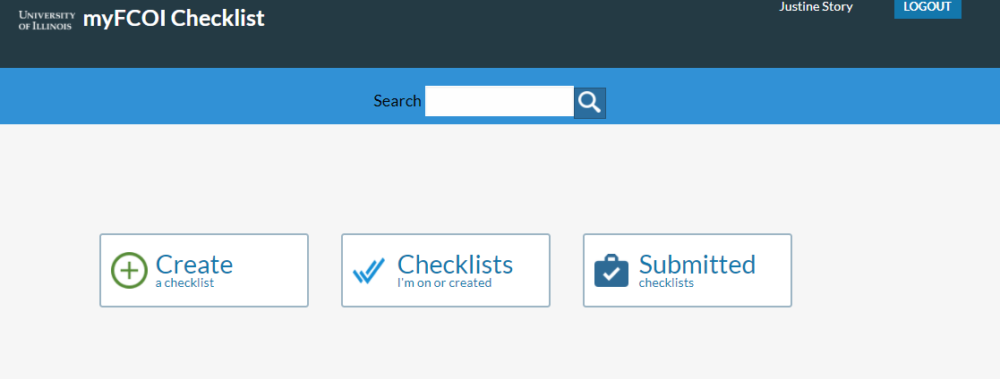 UNIVERSITY
OF ILLINOIS
myFCOI Checklist
Justine Story
LOGOUT
Search
Create
a checklist
Checklists
I'm on or created
Submitted
checklists